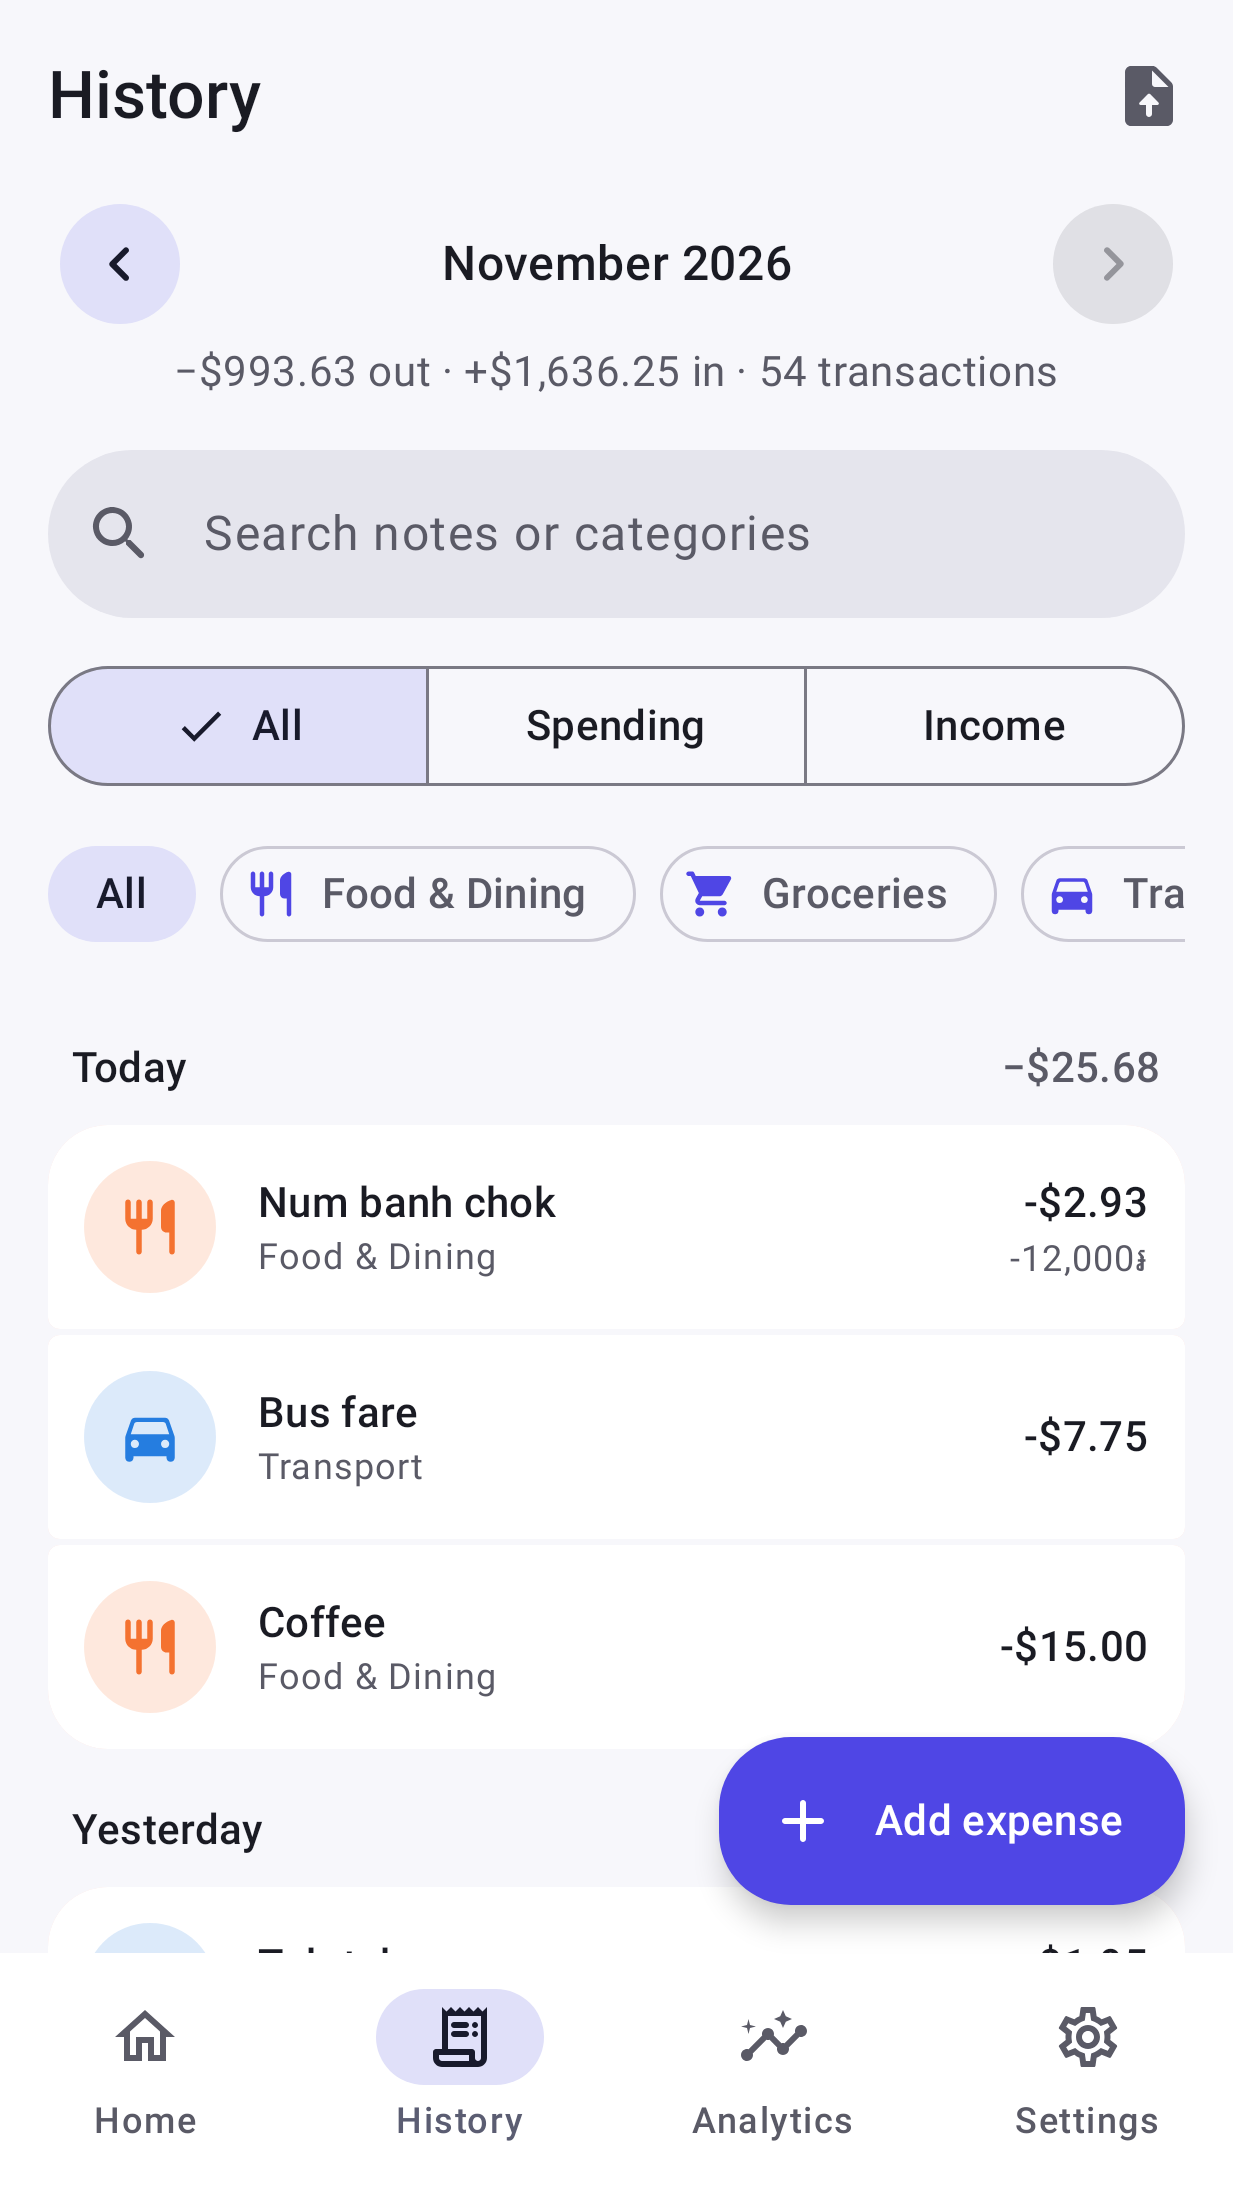 History
November 2026
−$993.63 out · +$1,636.25 in · 54 transactions
Search notes or categories
All
Spending
Income
All
Food & Dining
Groceries
Tra
Today
−$25.68
Num banh chok
-$2.93
Food & Dining
-12,000៛
Bus fare
-$7.75
Transport
Coffee
-$15.00
Food & Dining
Yesterday
Add expense
Home
History
Analytics
Settings